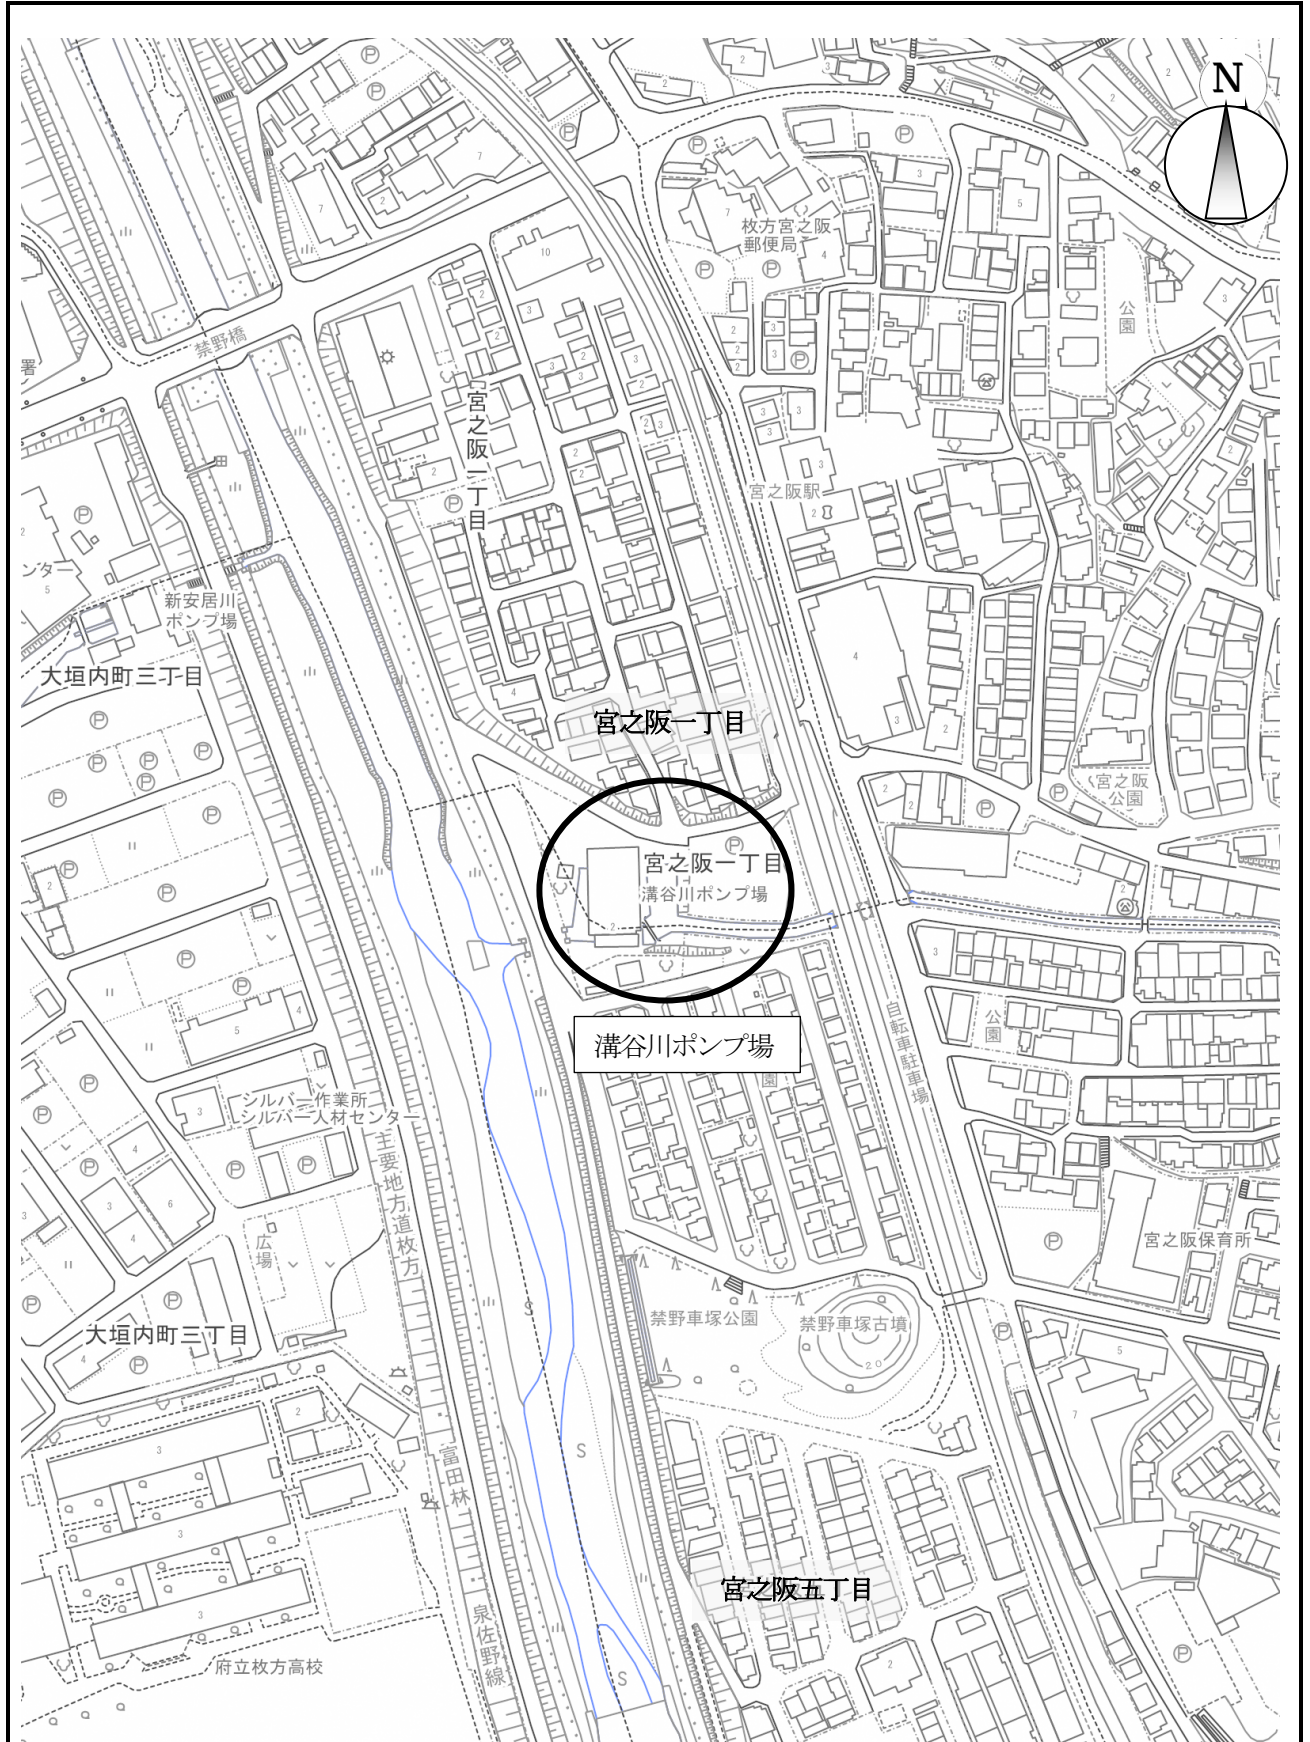 N
枚方宮之阪
郵便局
公園
禁野橋
署
宮之阪一丁目
宮之阪駅
ンター
新安居川
ポンプ場
大垣内町三丁目
宮之阪一丁目
宮之阪
公園
宮之阪一丁目
溝谷川ポンプ場
溝谷川ポンプ場
自転車駐車場
公園
園
シルバー作業所
シルバー人材センター
主要地方道枚方
広場
宮之阪保育所
禁野車塚公園
禁野車塚古墳
20
大垣内町三丁目
富田林
宮之阪五丁目
泉佐野線
府立枚方高校